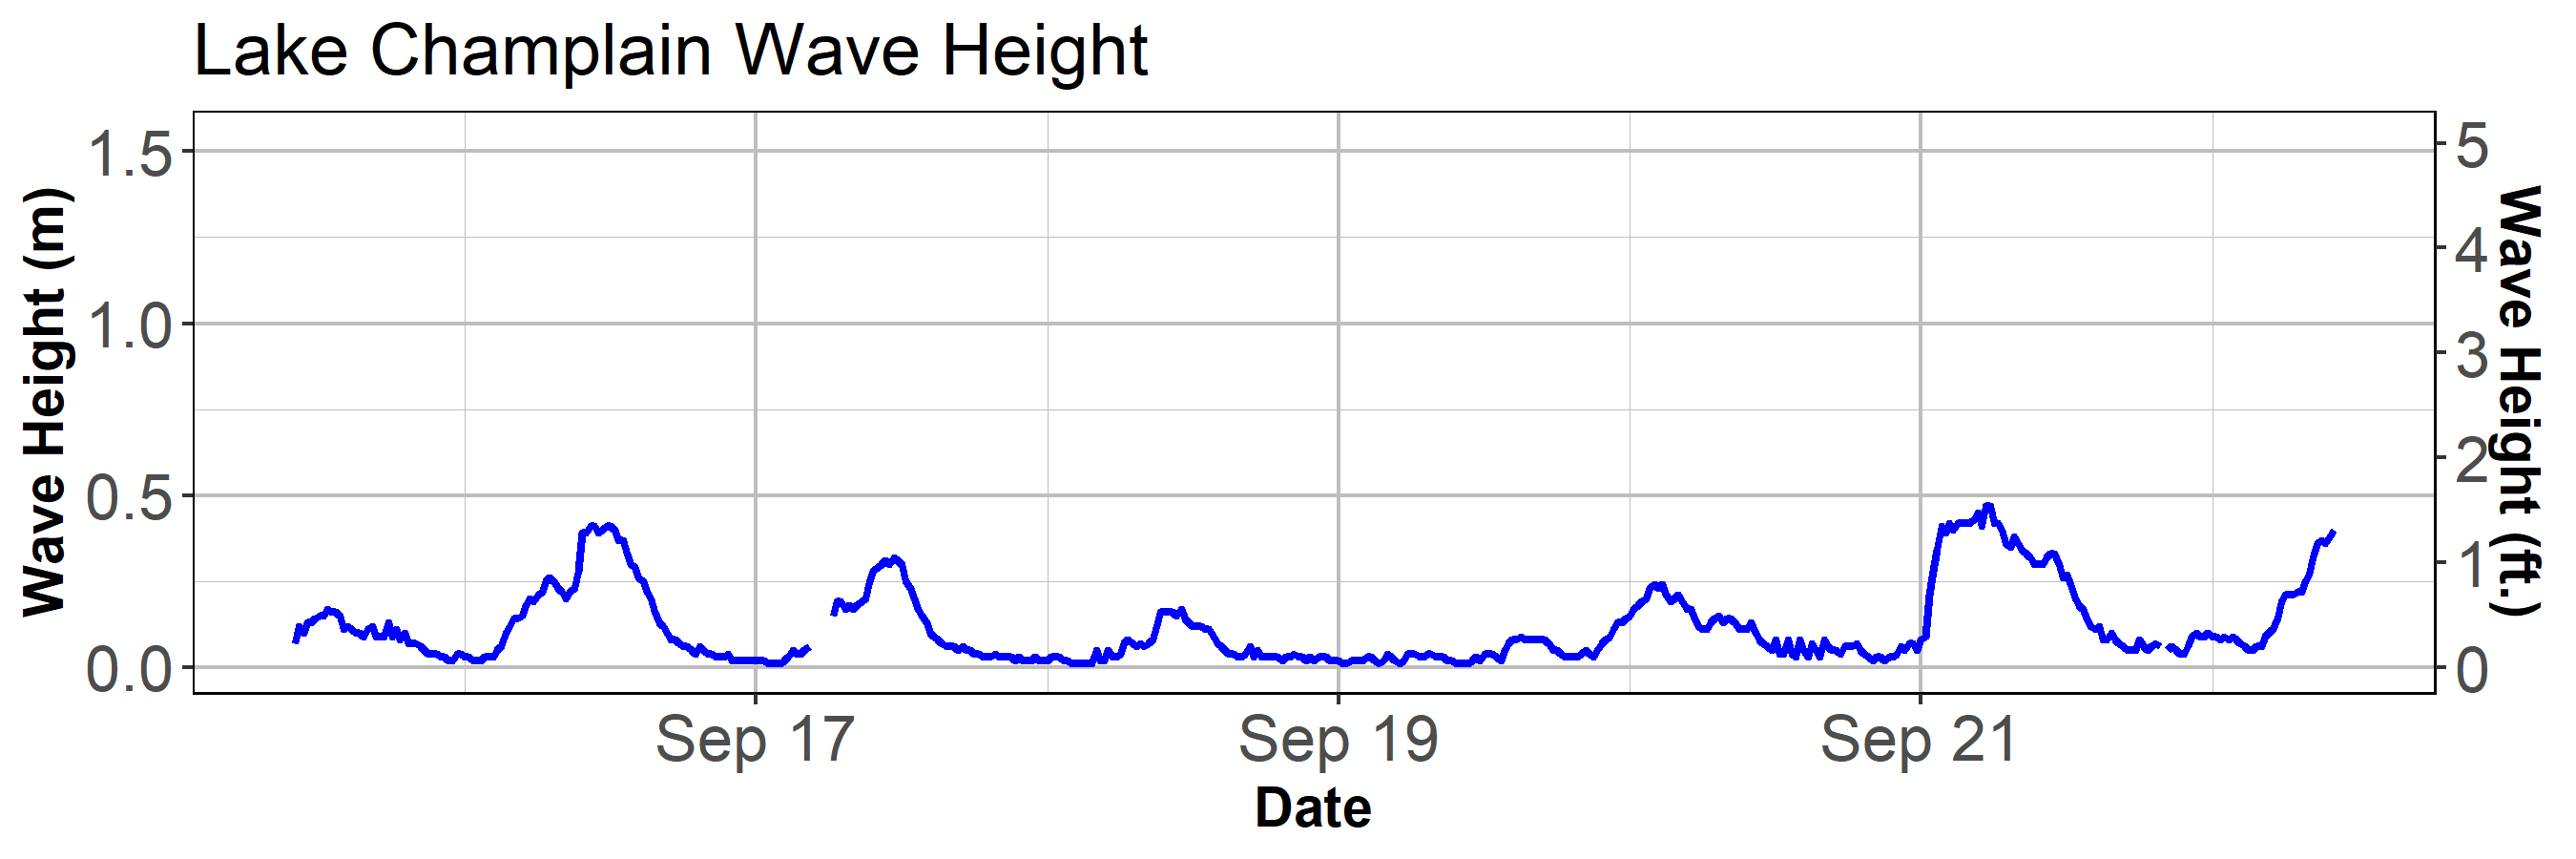 Lake Champlain Wave Height
Wave Height (m)
1.5
1.0
0.5
0.0
5
4
3
2
1
0
Wave Height (ft.)
Sep 17
Sep 19
Sep 21
Date